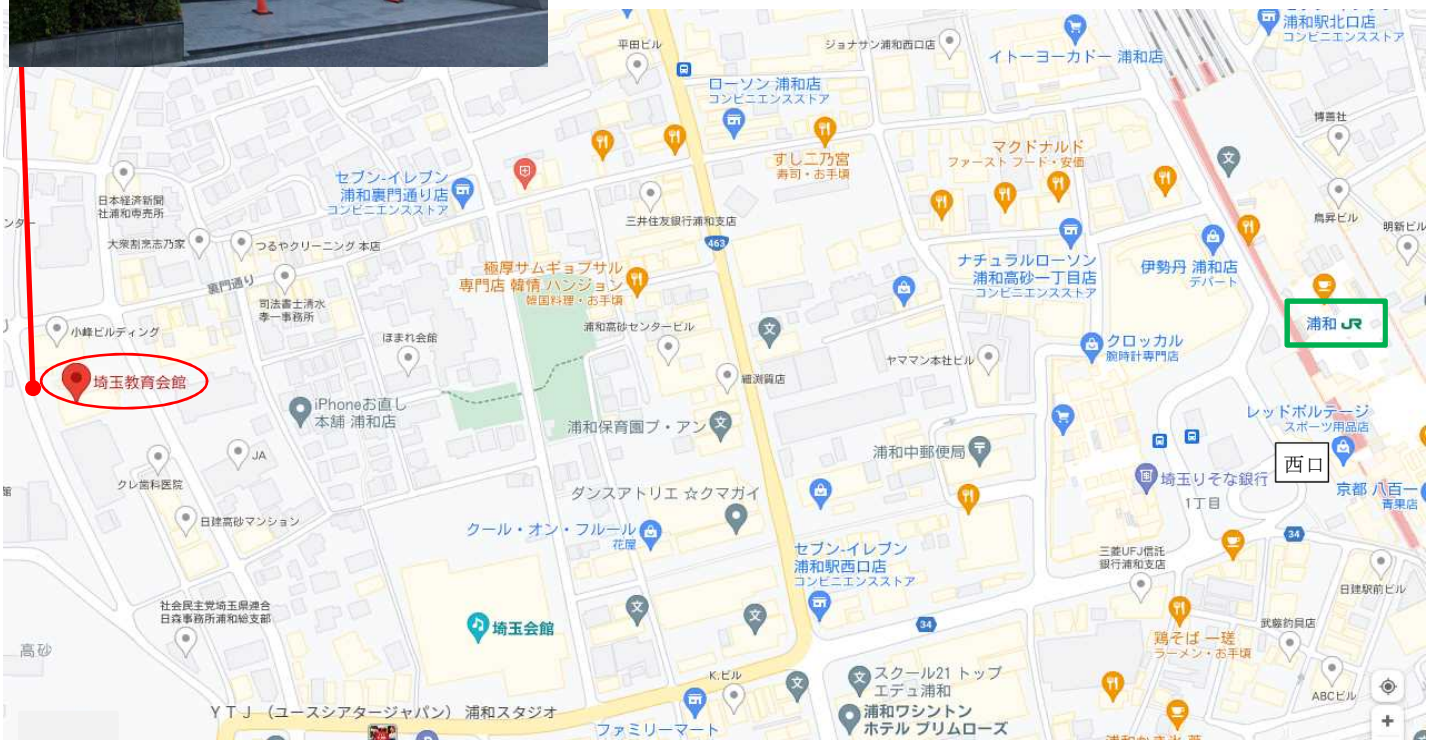 浦和駅北口店
コンビニエンスストア
平田ビル
ジョナサン浦和西口店
イトーヨーカドー 浦和店
ローソン 浦和店
コンビニエンスストア
博善社
すし二乃宮
寿司・お手頃
マクドナルド
ファースト フード・安価
セブン-イレブン
浦和裏門通り店
コンビニエンスストア
日本経済新聞
社浦和専売所
ンター
三井住友銀行浦和支店
鳥昇ビル
明新ビル
大衆割烹志乃家
つるやクリーニング 本店
463
極厚サムギョプサル
専門店 韓情 ハンジョン
韓国料理・お手頃
ナチュラルローソン
浦和高砂一丁目店
コンビニエンスストア
伊勢丹 浦和店
デパート
裏門通り
司法書士清水
孝一事務所
小峰ビルディング
ほまれ会館
浦和高砂センタービル
浦和 JR
クロッカル
腕時計専門店
ヤママン本社ビル
細渕質店
埼玉教育会館
iPhoneお直し
本舗 浦和店
浦和保育園プ・アン
レッドボルテージ
スポーツ用品店
浦和中郵便局
西口
JA
クレ歯科医院
埼玉りそな銀行
1丁目
京都 八百一
青果店
館
ダンスアトリエ ☆クマガイ
日建高砂マンション
クール・オン・フルール
花屋
34
セブン-イレブン
浦和駅西口店
コンビニエンスストア
三菱UFJ信託
銀行浦和支店
日建駅前ビル
社会民主党埼玉県連合
日森事務所浦和総支部
埼玉会館
34
武藤釣具店
鶏そば 一瑳
ラーメン・お手頃
高砂
K.ビル
スクール21 トップ
エデュ浦和
ABCビル
YTJ (ユースシアタージャパン) 浦和スタジオ
ファミリーマート
浦和ワシントン
ホテル プリムローズ
+